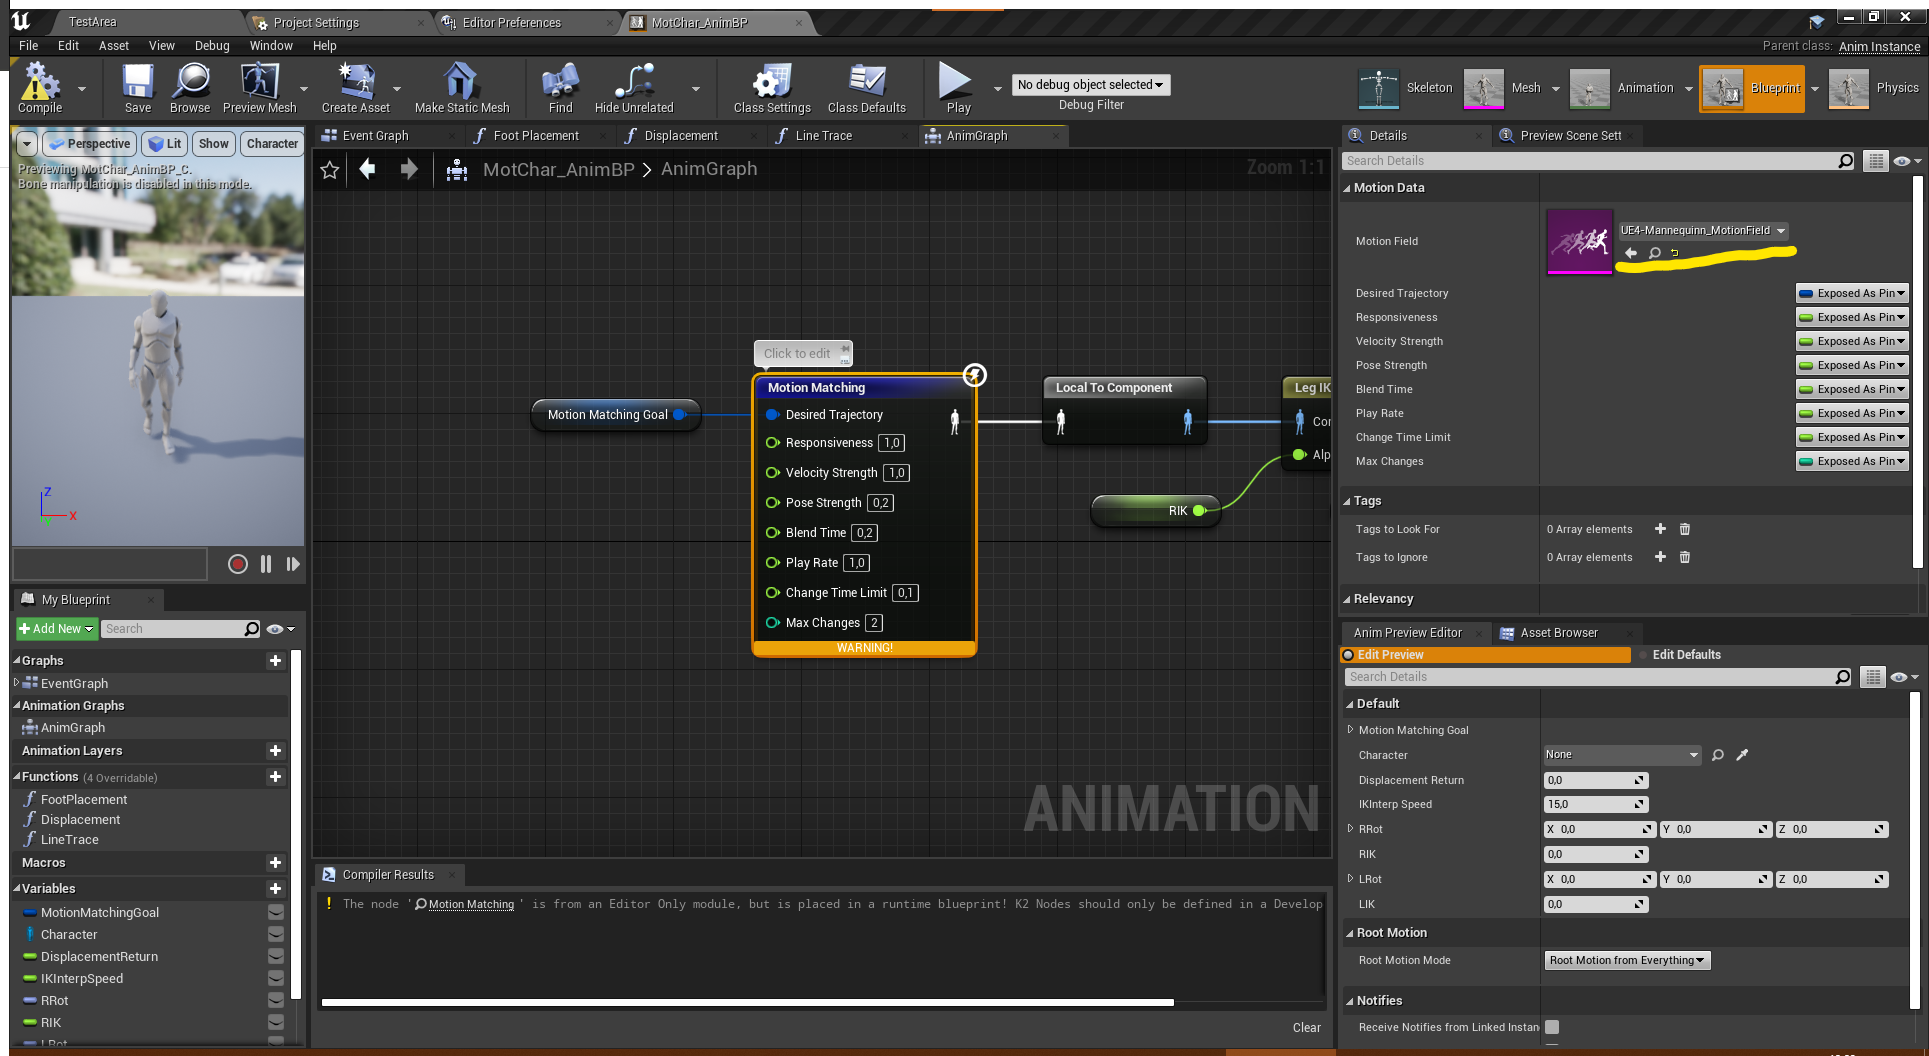 TestArea
Project Settings
Editor Preferences
MotChar_AnimBP
File Edit Asset View Debug Window Help
Parent class: Anim Instance
Compile
Save
Browse
Preview Mesh
Create Asset
Make Static Mesh
Find
Hide Unrelated
Class Settings
Class Defaults
Play
No debug object selected
Debug Filter
Skeleton
Mesh
Animation
Blueprint
Physics
Perspective
Lit
Show
Character
Previewing MotChar_AnimBP_C.
Bone manipulation is disabled in this mode.
Z
X
Y
My Blueprint
Add New
Search
Graphs
EventGraph
Animation Graphs
AnimGraph
Animation Layers
Functions (4 Overridable)
FootPlacement
Displacement
LineTrace
Macros
Variables
MotionMatchingGoal
Character
DisplacementReturn
IKInterpSpeed
RRot
RIK
LRot
Event Graph
Foot Placement
Displacement
Line Trace
AnimGraph
MotChar_AnimBP > AnimGraph
Zoom 1:1
Click to edit
Motion Matching Goal
Motion Matching
Desired Trajectory
Responsiveness 1,0
Velocity Strength 1,0
Pose Strength 0,2
Blend Time 0,2
Play Rate 1,0
Change Time Limit 0,1
Max Changes 2
WARNING!
Local To Component
RIK
Leg IK
Cor
Alp
ANIMATION
Compiler Results
! The node ' Motion Matching ' is from an Editor Only module, but is placed in a runtime blueprint! K2 Nodes should only be defined in a Develop
Clear
Details
Preview Scene Sett
Search Details
Motion Data
Motion Field
UE4-Mannequinn_MotionField
Desired Trajectory Exposed As Pin
Responsiveness Exposed As Pin
Velocity Strength Exposed As Pin
Pose Strength Exposed As Pin
Blend Time Exposed As Pin
Play Rate Exposed As Pin
Change Time Limit Exposed As Pin
Max Changes Exposed As Pin
Tags
Tags to Look For 0 Array elements
Tags to Ignore 0 Array elements
Relevancy
Anim Preview Editor
Asset Browser
Edit Preview
Edit Defaults
Search Details
Default
Motion Matching Goal
Character None
Displacement Return 0,0
IKInterp Speed 15,0
RRot X 0,0 Y 0,0 Z 0,0
RIK 0,0
LRot X 0,0 Y 0,0 Z 0,0
LIK 0,0
Root Motion
Root Motion Mode Root Motion from Everything
Notifies
Receive Notifies from Linked Instan